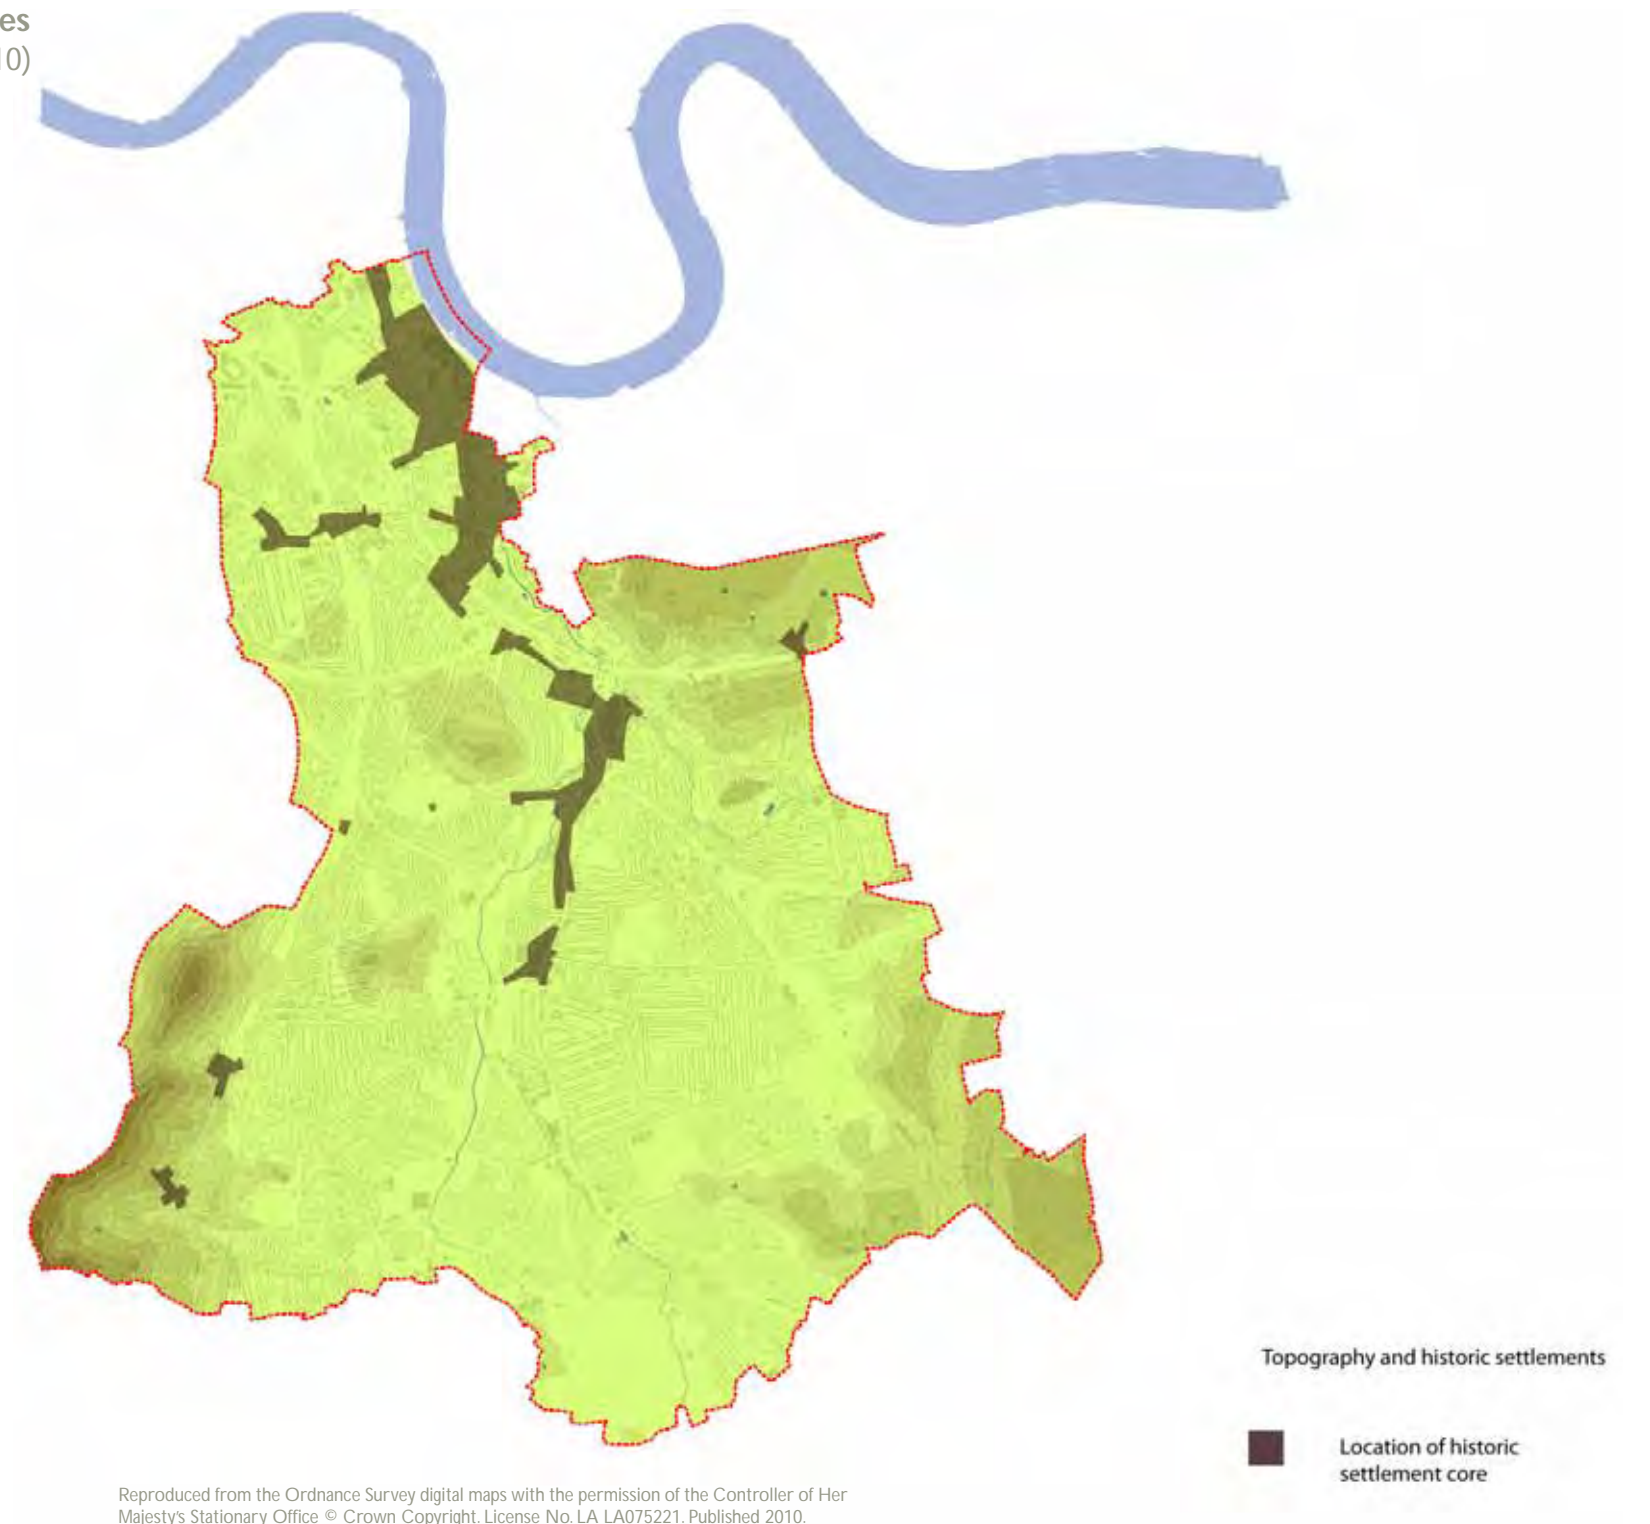 es
10)
Topography and historic settlements
Location of historic
settlement core
Reproduced from the Ordnance Survey digital maps with the permission of the Controller of Her
Majesty's Stationary Office © Crown Copyright. License No. LA LA075221. Published 2010.